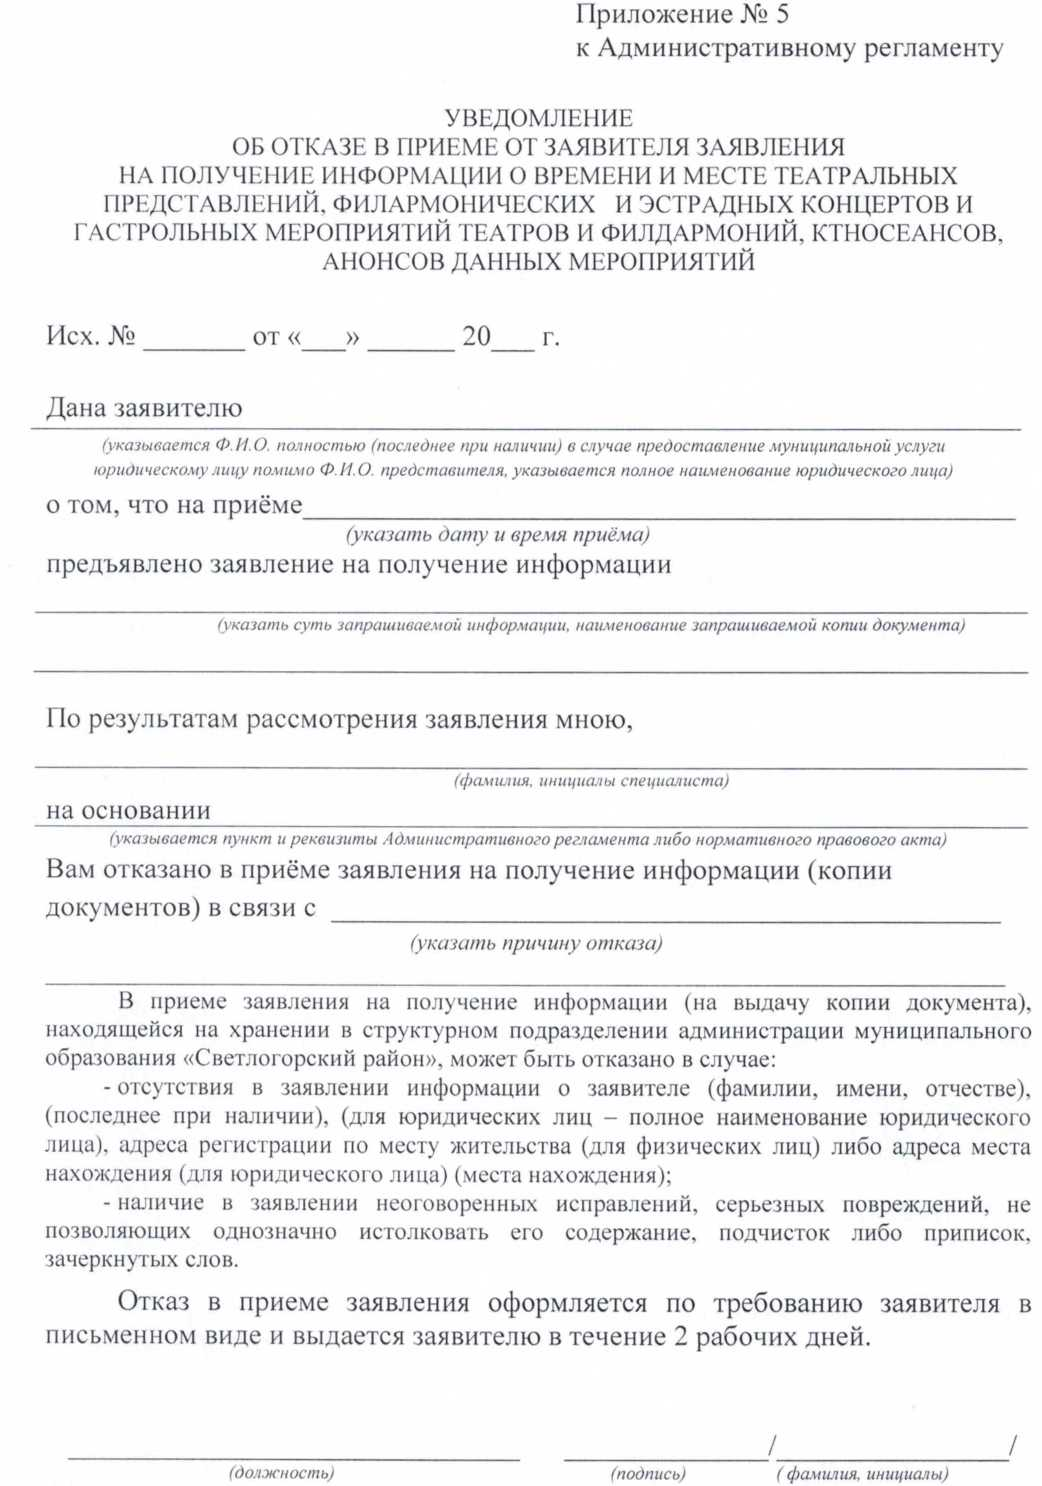 Приложение № 5
к Административному регламенту
УВЕДОМЛЕНИЕ
ОБ ОТКАЗЕ В ПРИЕМЕ ОТ ЗАЯВИТЕЛЯ ЗАЯВЛЕНИЯ
НА ПОЛУЧЕНИЕ ИНФОРМАЦИИ О ВРЕМЕНИ И МЕСТЕ ТЕАТРАЛЬНЫХ
ПРЕДСТАВЛЕНИЙ, ФИЛАРМОНИЧЕСКИХ И ЭСТРАДНЫХ КОНЦЕРТОВ И
ГАСТРОЛЬНЫХ МЕРОПРИЯТИЙ ТЕАТРОВ И ФИЛДАРМОНИЙ, КТНОСЕАНСОВ,
АНОНСОВ ДАННЫХ МЕРОПРИЯТИЙ
Исх. № _______ от «___» ______ 20___ г.
Дана заявителю
(указывается Ф.И.О. полностью (последнее при наличии) в случае предоставление муниципальной услуги
юридическому лицу помимо Ф.И.О. представителя, указывается полное наименование юридического лица)
о том, что на приёме
(указать дату и время приёма)
предъявлено заявление на получение информации
(указать суть запрашиваемой информации, наименование запрашиваемой копии документа)
По результатам рассмотрения заявления мною,
(фамилия, инициалы специалиста)
на основании
(указывается пункт и реквизиты Административного регламента либо нормативного правового акта)
Вам отказано в приёме заявления на получение информации (копии
документов) в связи с
(указать причину отказа)
В приеме заявления на получение информации (на выдачу копии документа),
находящейся на хранении в структурном подразделении администрации муниципального
образования «Светлогорский район», может быть отказано в случае:
- отсутствия в заявлении информации о заявителе (фамилии, имени, отчестве),
(последнее при наличии), (для юридических лиц – полное наименование юридического
лица), адреса регистрации по месту жительства (для физических лиц) либо адреса места
нахождения (для юридического лица) (места нахождения);
- наличие в заявлении неоговоренных исправлений, серьезных повреждений, не
позволяющих однозначно истолковать его содержание, подчисток либо приписок,
зачеркнутых слов.
Отказ в приеме заявления оформляется по требованию заявителя в
письменном виде и выдается заявителю в течение 2 рабочих дней.
/ /
(должность) (подпись) ( фамилия, инициалы)